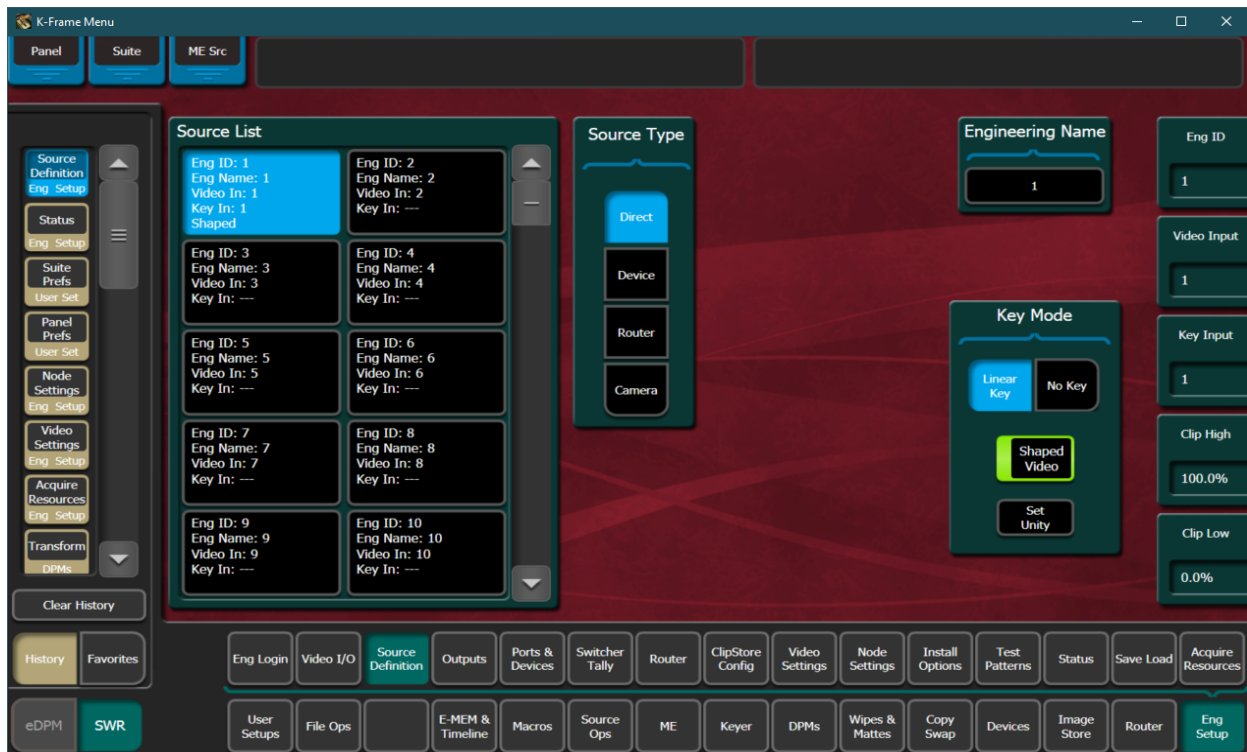 K-Frame Menu
Panel
Suite
ME Src
Source
Definition
Eng Setup
Status
Eng Setup
Suite
Prefs
User Set
Panel
Prefs
User Set
Node
Settings
Eng Setup
Video
Settings
Eng Setup
Acquire
Resources
Eng Setup
Transform
DPMs
Clear History
History
Favorites
eDPM
SWR
Source List
Eng ID: 1
Eng Name: 1
Video In: 1
Key In: 1
Shaped
Eng ID: 2
Eng Name: 2
Video In: 2
Key In: ---
Eng ID: 3
Eng Name: 3
Video In: 3
Key In: ---
Eng ID: 4
Eng Name: 4
Video In: 4
Key In: ---
Eng ID: 5
Eng Name: 5
Video In: 5
Key In: ---
Eng ID: 6
Eng Name: 6
Video In: 6
Key In: ---
Eng ID: 7
Eng Name: 7
Video In: 7
Key In: ---
Eng ID: 8
Eng Name: 8
Video In: 8
Key In: ---
Eng ID: 9
Eng Name: 9
Video In: 9
Key In: ---
Eng ID: 10
Eng Name: 10
Video In: 10
Key In: ---
Source Type
Direct
Device
Router
Camera
Engineering Name
1
Key Mode
Linear
Key
No Key
Shaped
Video
Set
Unity
Eng ID
1
Video Input
1
Key Input
1
Clip High
100.0%
Clip Low
0.0%
Eng Login
Video I/O
Source
Definition
Outputs
Ports &
Devices
Switcher
Tally
Router
ClipStore
Config
Video
Settings
Node
Settings
Install
Options
Test
Patterns
Status
Save Load
Acquire
Resources
User
Setups
File Ops
E-MEM &
Timeline
Macros
Source
Ops
ME
Keyer
DPMs
Wipes &
Mattes
Copy
Swap
Devices
Image
Store
Router
Eng
Setup